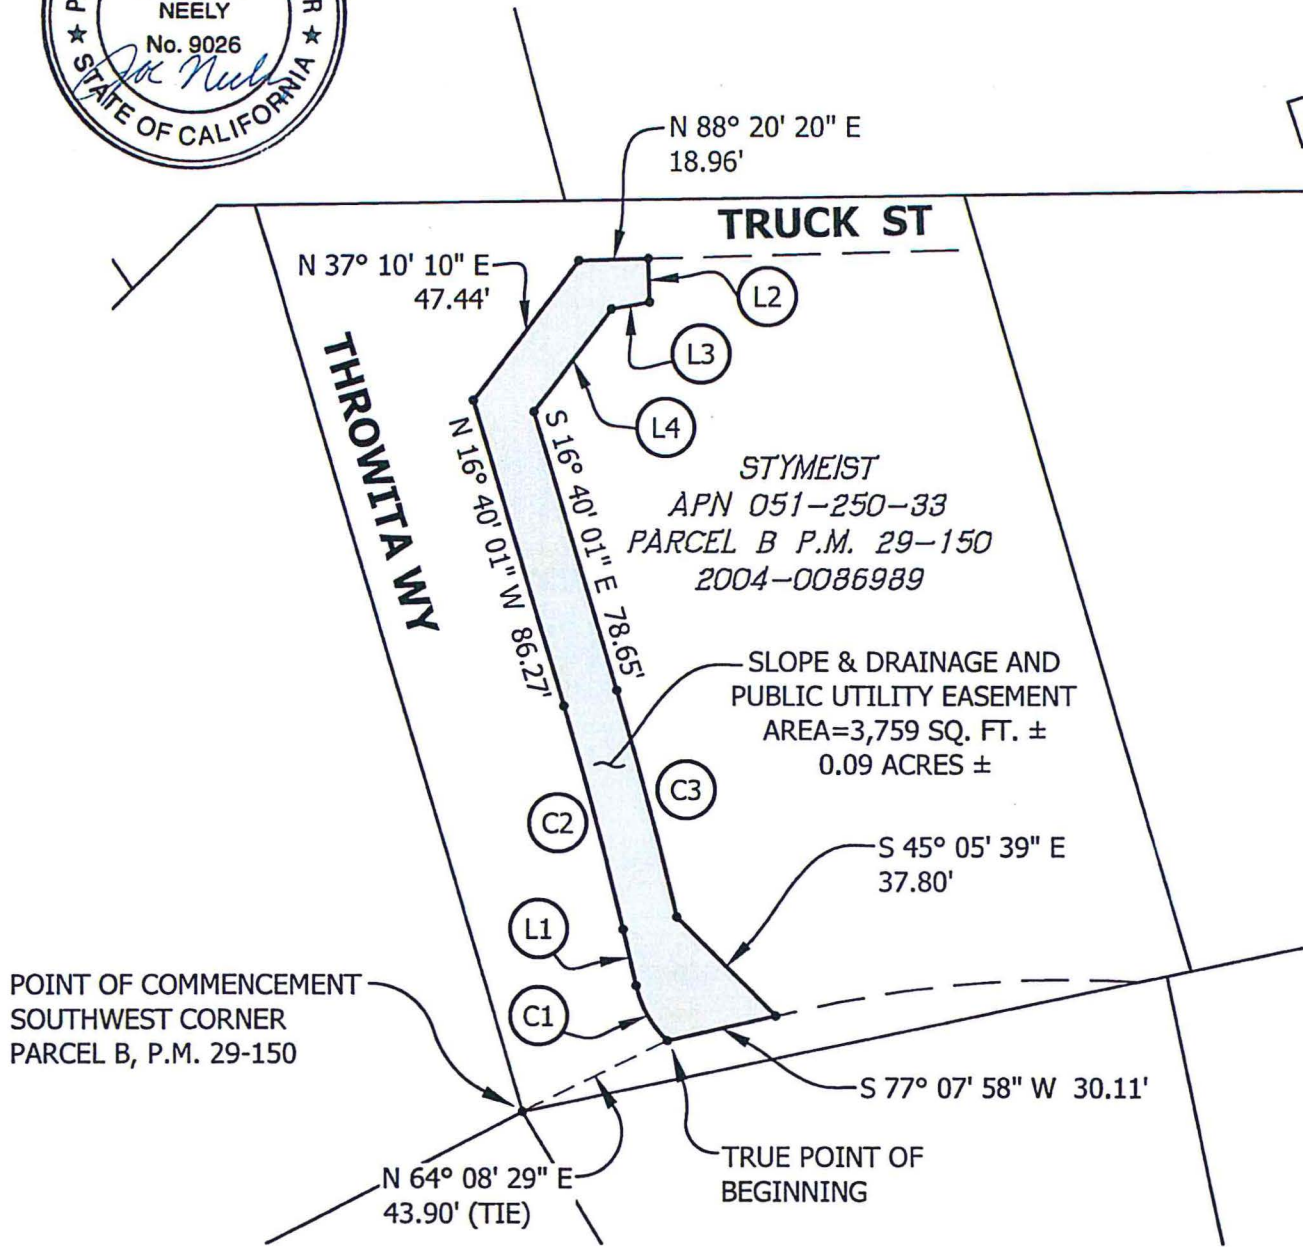 NEELY
No. 9026
Joe Neely
STATE OF CALIFORNIA
N 88° 20' 20" E
18.96'
TRUCK ST
N 37° 10' 10" E
47.44'
L2
L3
L4
THROWITA WY
N 16° 40' 01" W 86.27'
S 16° 40' 01" E 78.65'
STYMEIST
APN 051-250-33
PARCEL B P.M. 29-150
2004-0086989
SLOPE & DRAINAGE AND
PUBLIC UTILITY EASEMENT
AREA=3,759 SQ. FT. ±
0.09 ACRES ±
C3
C2
S 45° 05' 39" E
37.80'
L1
C1
POINT OF COMMENCEMENT
SOUTHWEST CORNER
PARCEL B, P.M. 29-150
S 77° 07' 58" W 30.11'
TRUE POINT OF
BEGINNING
N 64° 08' 29" E
43.90' (TIE)